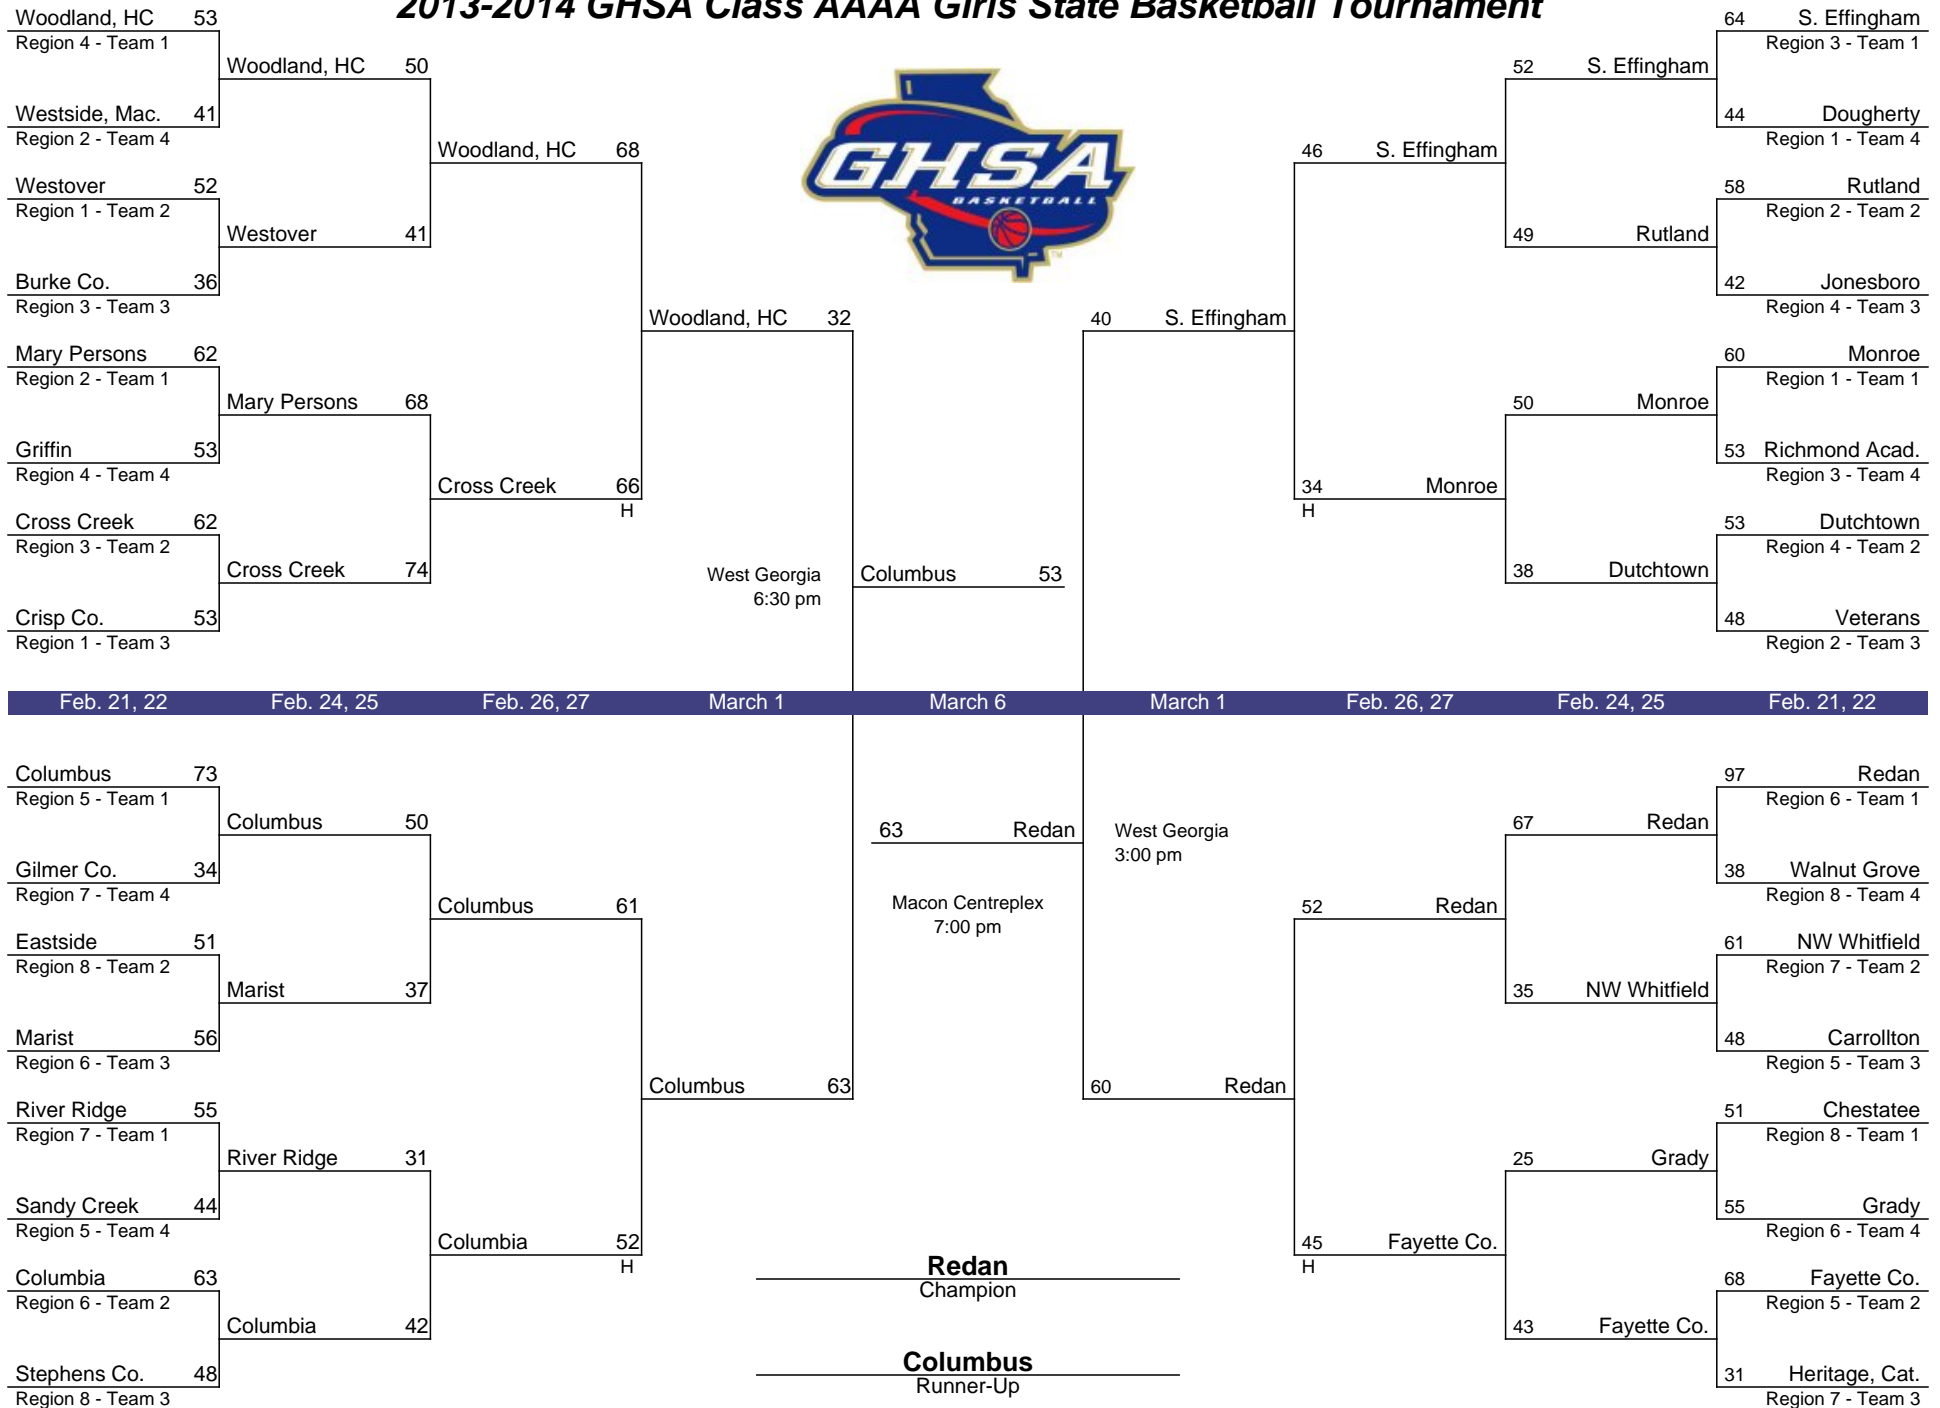 2013-2014 GHSA Class AAAA Girls State Basketball Tournament
Woodland, HC 53
Region 4 - Team 1
Westside, Mac. 41
Region 2 - Team 4
Westover 52
Region 1 - Team 2
Burke Co. 36
Region 3 - Team 3
Mary Persons 62
Region 2 - Team 1
Griffin 53
Region 4 - Team 4
Cross Creek 62
Region 3 - Team 2
Crisp Co. 53
Region 1 - Team 3
Woodland, HC 50
Westover 41
Mary Persons 68
Cross Creek 74
Woodland, HC 68
Cross Creek 66
H
Woodland, HC 32
West Georgia
6:30 pm
Columbus 53
GHSA
BASKETBALL
TM
40 S. Effingham
46 S. Effingham
34 Monroe
H
52 S. Effingham
49 Rutland
50 Monroe
38 Dutchtown
64 S. Effingham
Region 3 - Team 1
44 Dougherty
Region 1 - Team 4
58 Rutland
Region 2 - Team 2
42 Jonesboro
Region 4 - Team 3
60 Monroe
Region 1 - Team 1
53 Richmond Acad.
Region 3 - Team 4
53 Dutchtown
Region 4 - Team 2
48 Veterans
Region 2 - Team 3
Feb. 21, 22 Feb. 24, 25 Feb. 26, 27 March 1 March 6 March 1 Feb. 26, 27 Feb. 24, 25 Feb. 21, 22
Columbus 73
Region 5 - Team 1
Gilmer Co. 34
Region 7 - Team 4
Eastside 51
Region 8 - Team 2
Marist 56
Region 6 - Team 3
River Ridge 55
Region 7 - Team 1
Sandy Creek 44
Region 5 - Team 4
Columbia 63
Region 6 - Team 2
Stephens Co. 48
Region 8 - Team 3
Columbus 50
Marist 37
River Ridge 31
Columbia 42
Columbus 61
Columbia 52
H
Columbus 63
63 Redan
Macon Centreplex
7:00 pm
West Georgia
3:00 pm
60 Redan
52 Redan
45 Fayette Co.
H
67 Redan
35 NW Whitfield
25 Grady
43 Fayette Co.
97 Redan
Region 6 - Team 1
38 Walnut Grove
Region 8 - Team 4
61 NW Whitfield
Region 7 - Team 2
48 Carrollton
Region 5 - Team 3
51 Chestatee
Region 8 - Team 1
55 Grady
Region 6 - Team 4
68 Fayette Co.
Region 5 - Team 2
31 Heritage, Cat.
Region 7 - Team 3
Redan
Champion
Columbus
Runner-Up